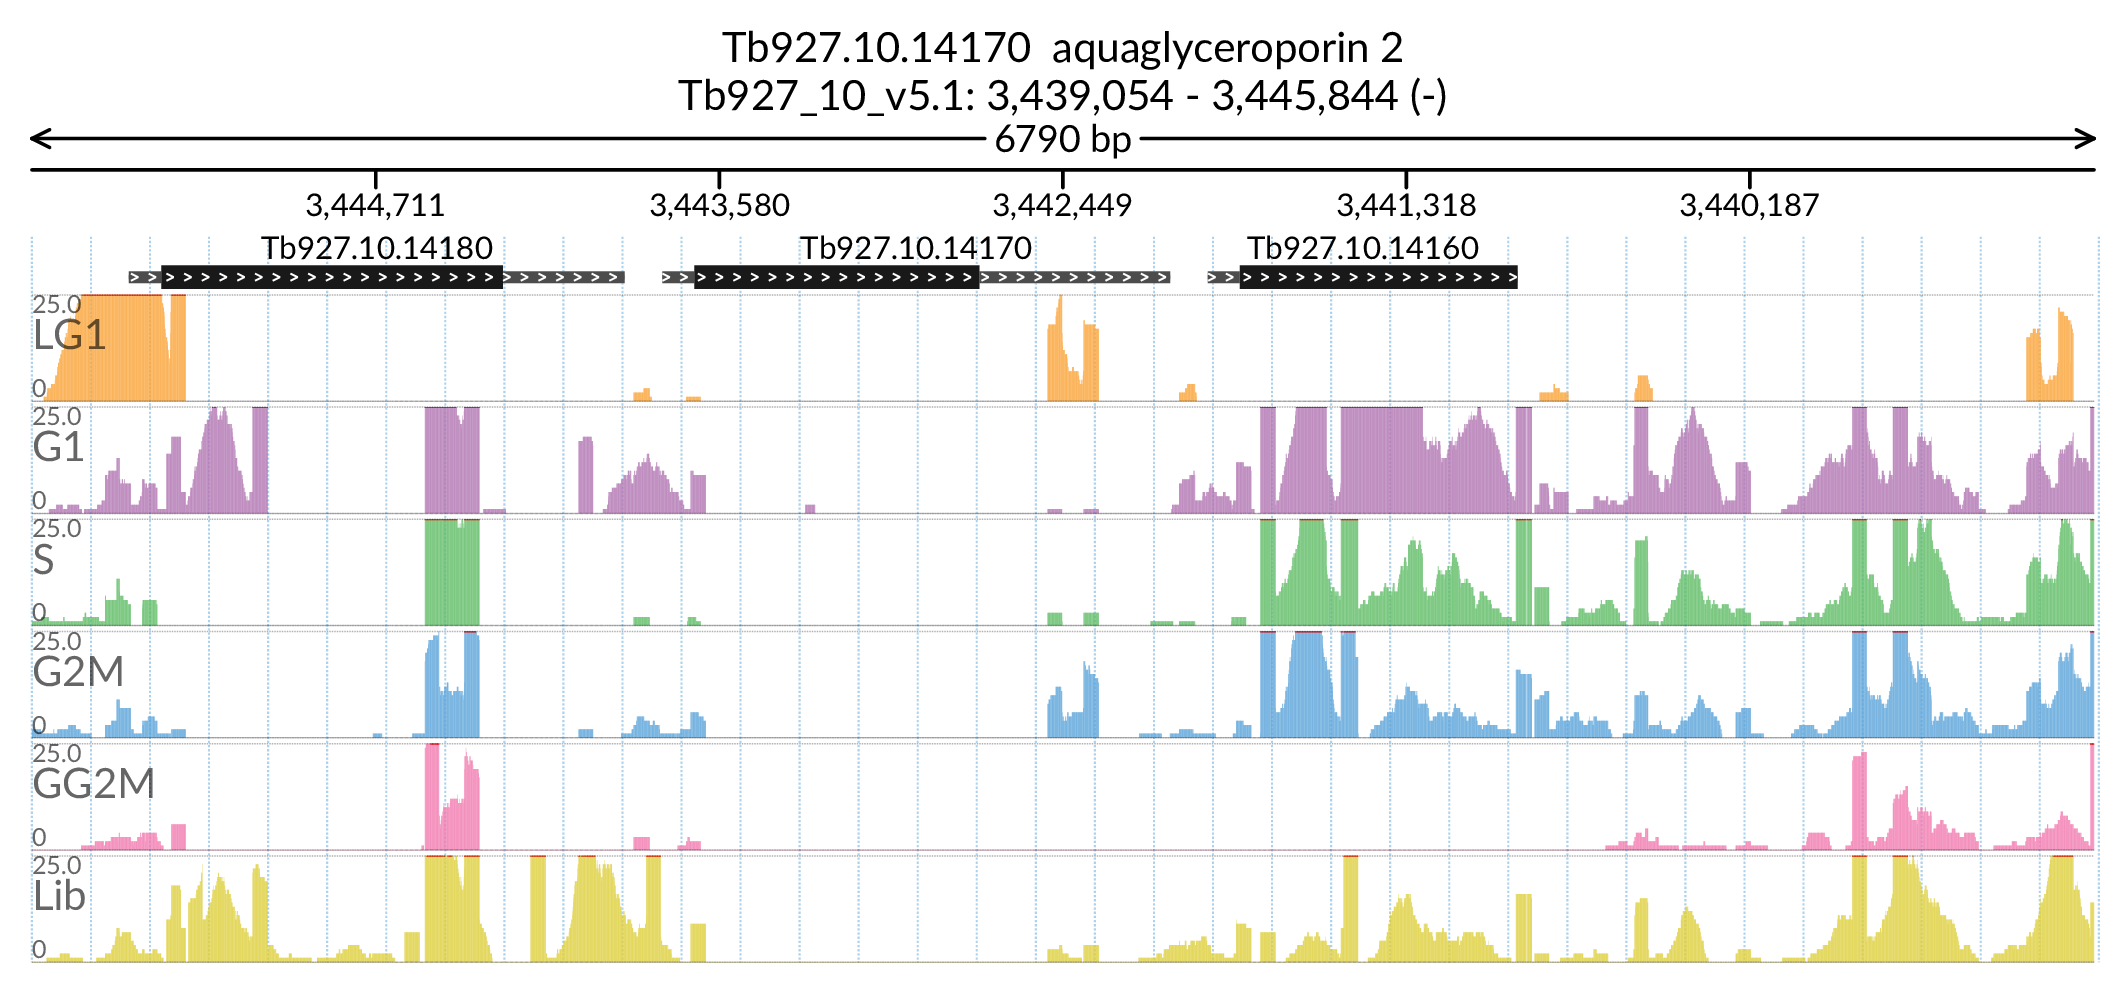 Tb927.10.14170 aquaglyceroporin 2
Tb927_10_v5.1: 3,439,054 - 3,445,844 (-)
6790 bp
3,444,711 3,443,580 3,442,449 3,441,318 3,440,187
Tb927.10.14180 Tb927.10.14170 Tb927.10.14160
25.0
LG1
0
25.0
G1
0
25.0
S
0
25.0
G2M
0
25.0
GG2M
0
25.0
Lib
0